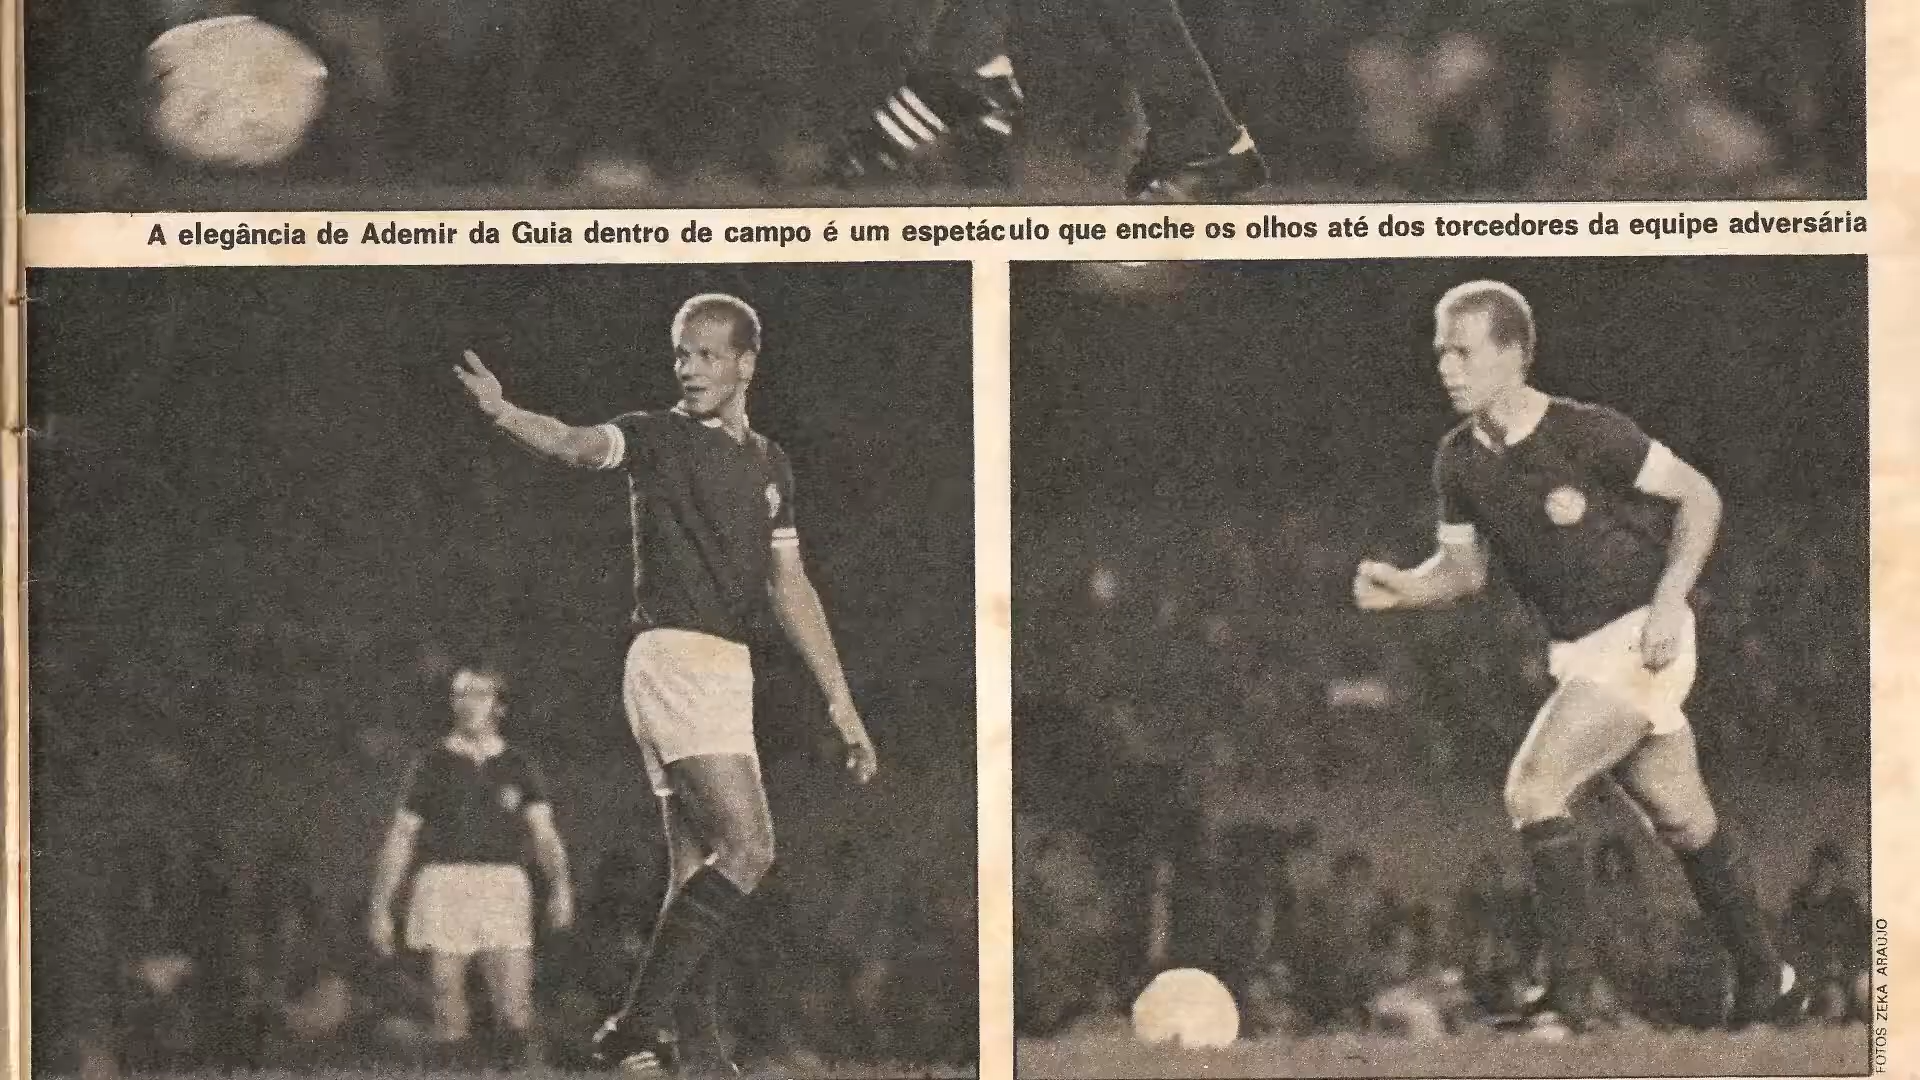 A elegância de Ademir da Guia dentro de campo é um espetáculo que enche os olhos até dos torcedores da equipe adversária
FOTOS ZEKA ARAÚJO